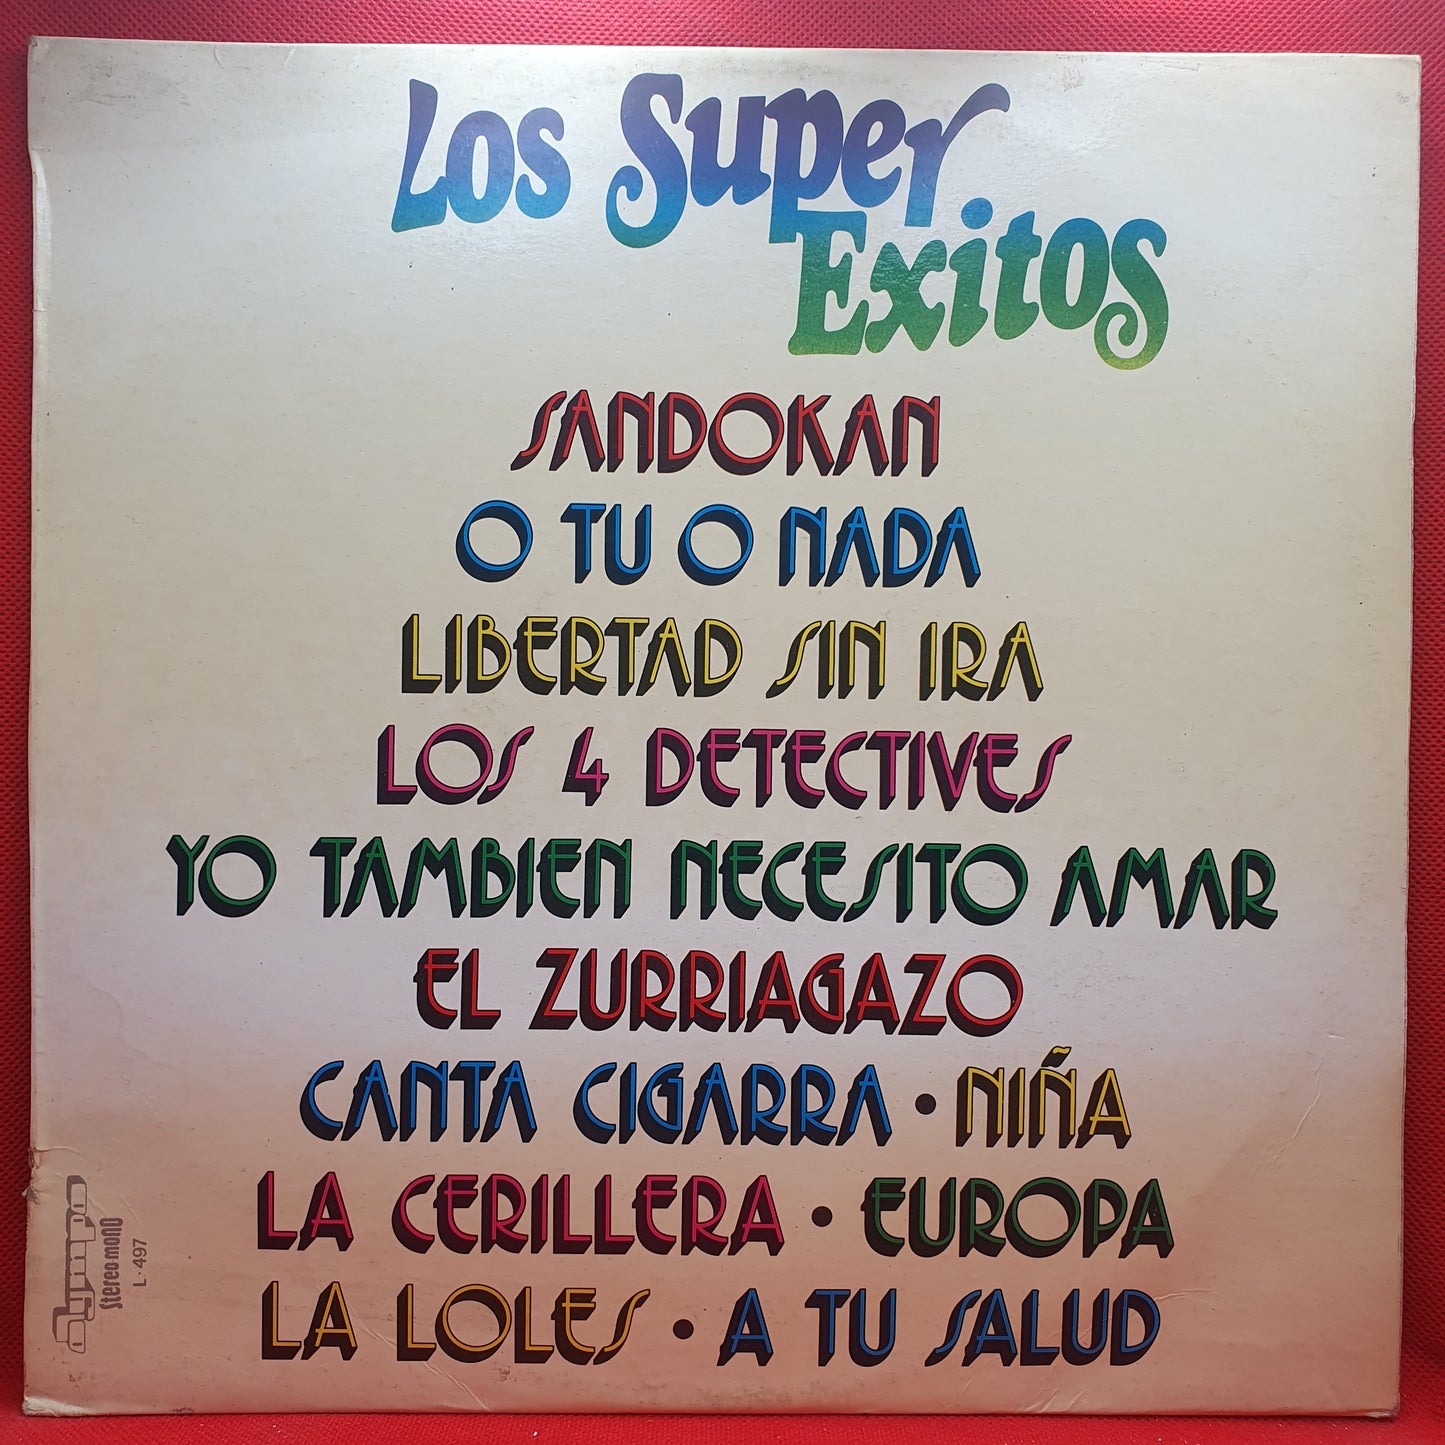 Los Super
Exitos
SANDOKAN
O TU O NADA
LIBERTAD SIN IRA
LOS 4 DETECTIVES
YO TAMBIEN NECESITO AMAR
EL ZURRIAGAZO
CANTA CIGARRA • NIÑA
LA CERILLERA • EUROPA
LA LOLES • A TU SALUD
olympo
stereo-mono
L-497